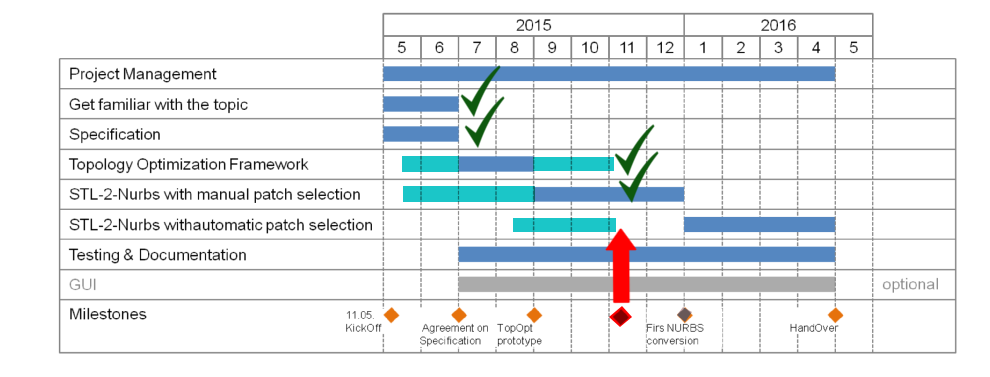 2015 2016
5 6 7 8 9 10 11 12 1 2 3 4 5
Project Management
Get familiar with the topic
Specification
Topology Optimization Framework
STL-2-Nurbs with manual patch selection
STL-2-Nurbs withautomatic patch selection
Testing & Documentation
GUI optional
Milestones
11.05.
KickOff
Agreement on
Specification
TopOpt
prototype
Firs NURBS
conversion
HandOver